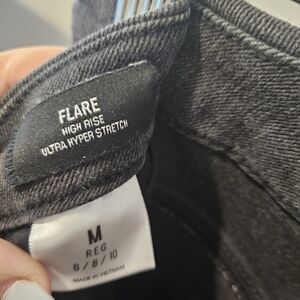 FLARE
HIGH RISE
ULTRA HYPER STRETCH
M
REG
6/8/10
MADE IN VIETNAM